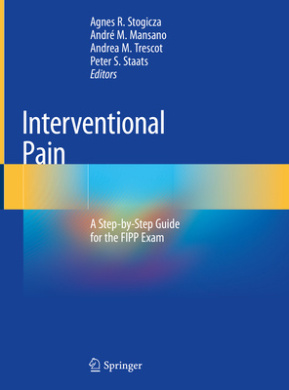 Agnes R. Stogicza
André M. Mansano
Andrea M. Trescot
Peter S. Staats
Editors
Interventional
Pain
A Step-by-Step Guide
for the FIPP Exam
Springer